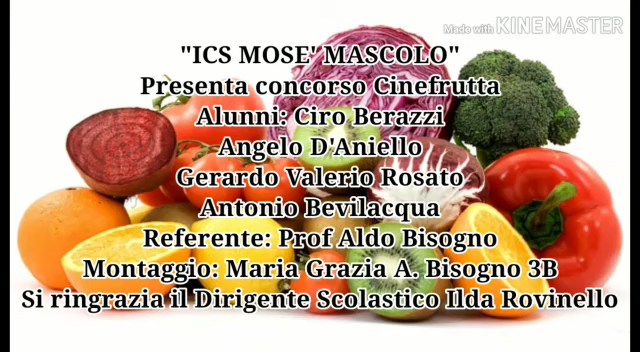 Made with KINEMASTER
"ICS MOSE' MASCOLO"
Presenta concorso Cinefrutta
Alunni: Ciro Berazzi
Angelo D'Aniello
Gerardo Valerio Rosato
Antonio Bevilacqua
Referente: Prof Aldo Bisogno
Montaggio: Maria Grazia A. Bisogno 3B
Si ringrazia il Dirigente Scolastico Ilda Rovinello